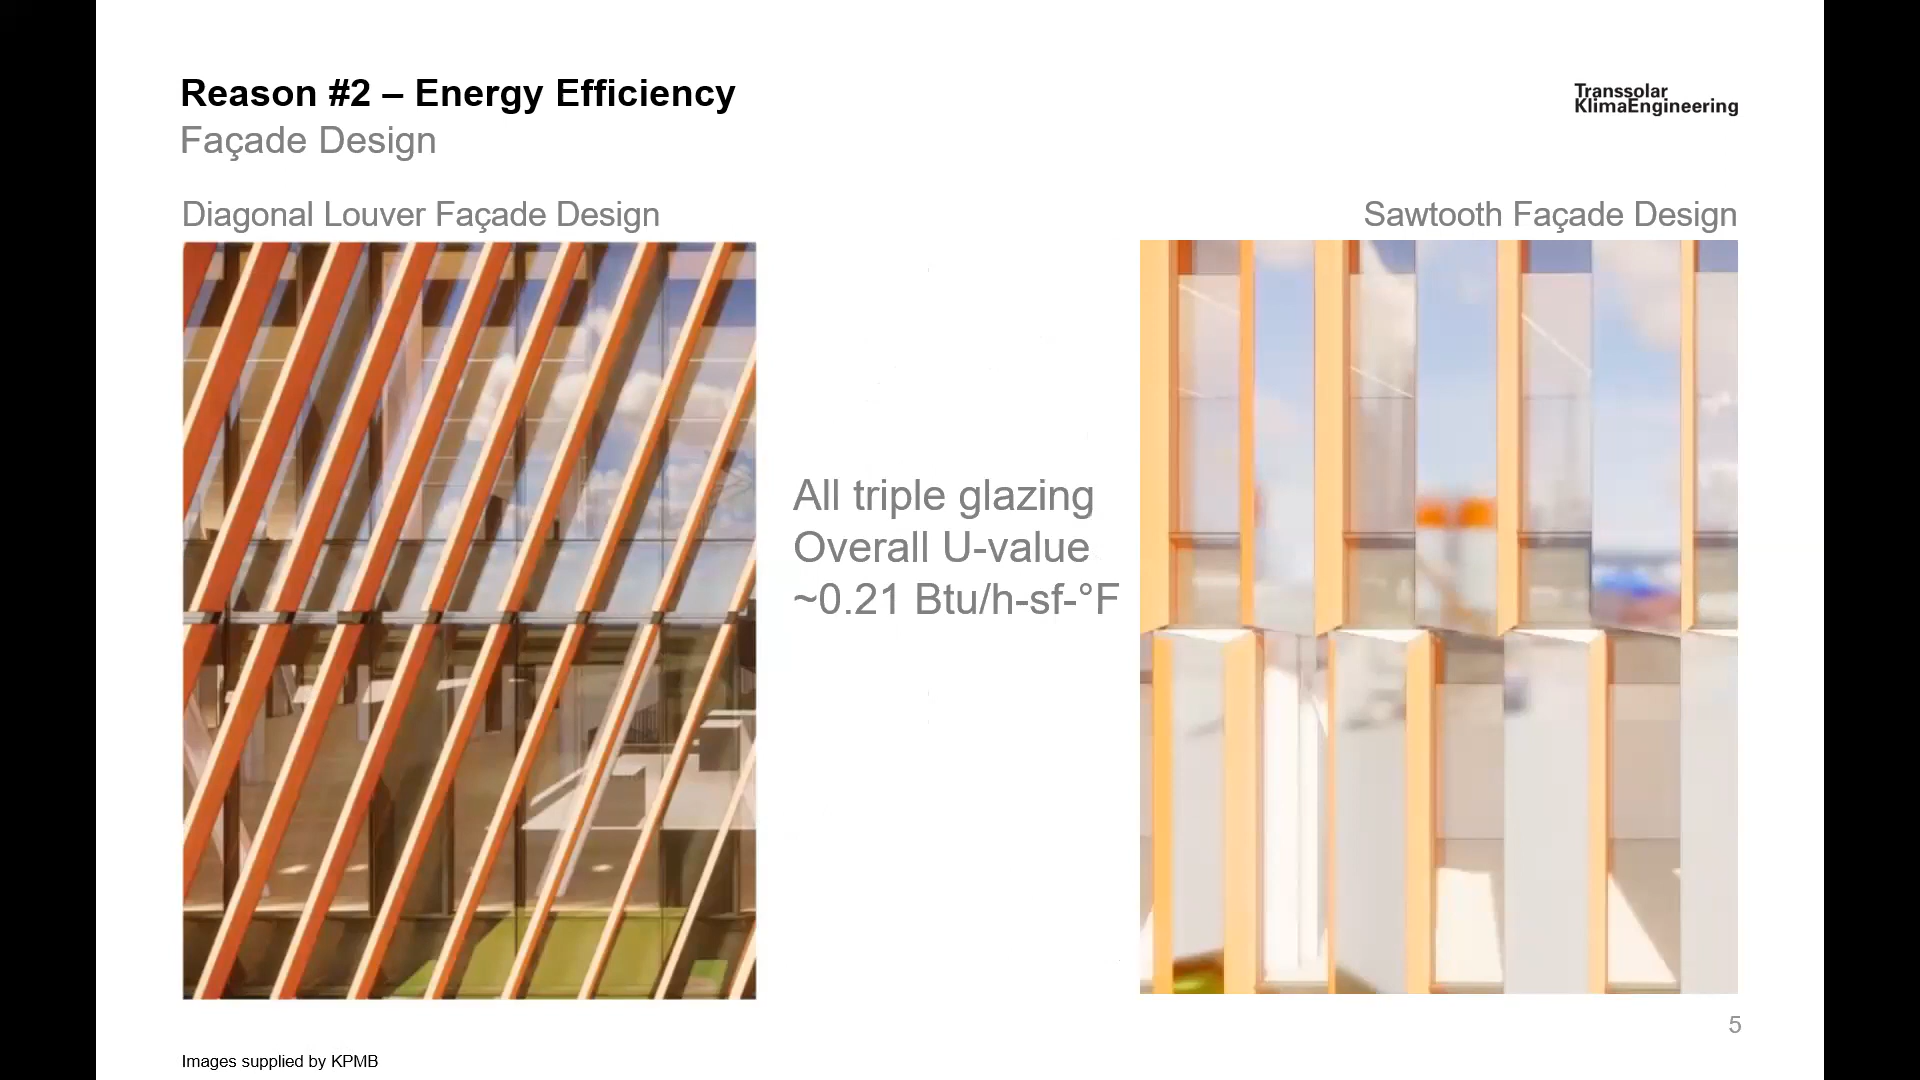 Reason #2 – Energy Efficiency
Façade Design
Transsolar
KlimaEngineering
Diagonal Louver Façade Design
Sawtooth Façade Design
All triple glazing
Overall U-value
~0.21 Btu/h-sf-°F
5
Images supplied by KPMB